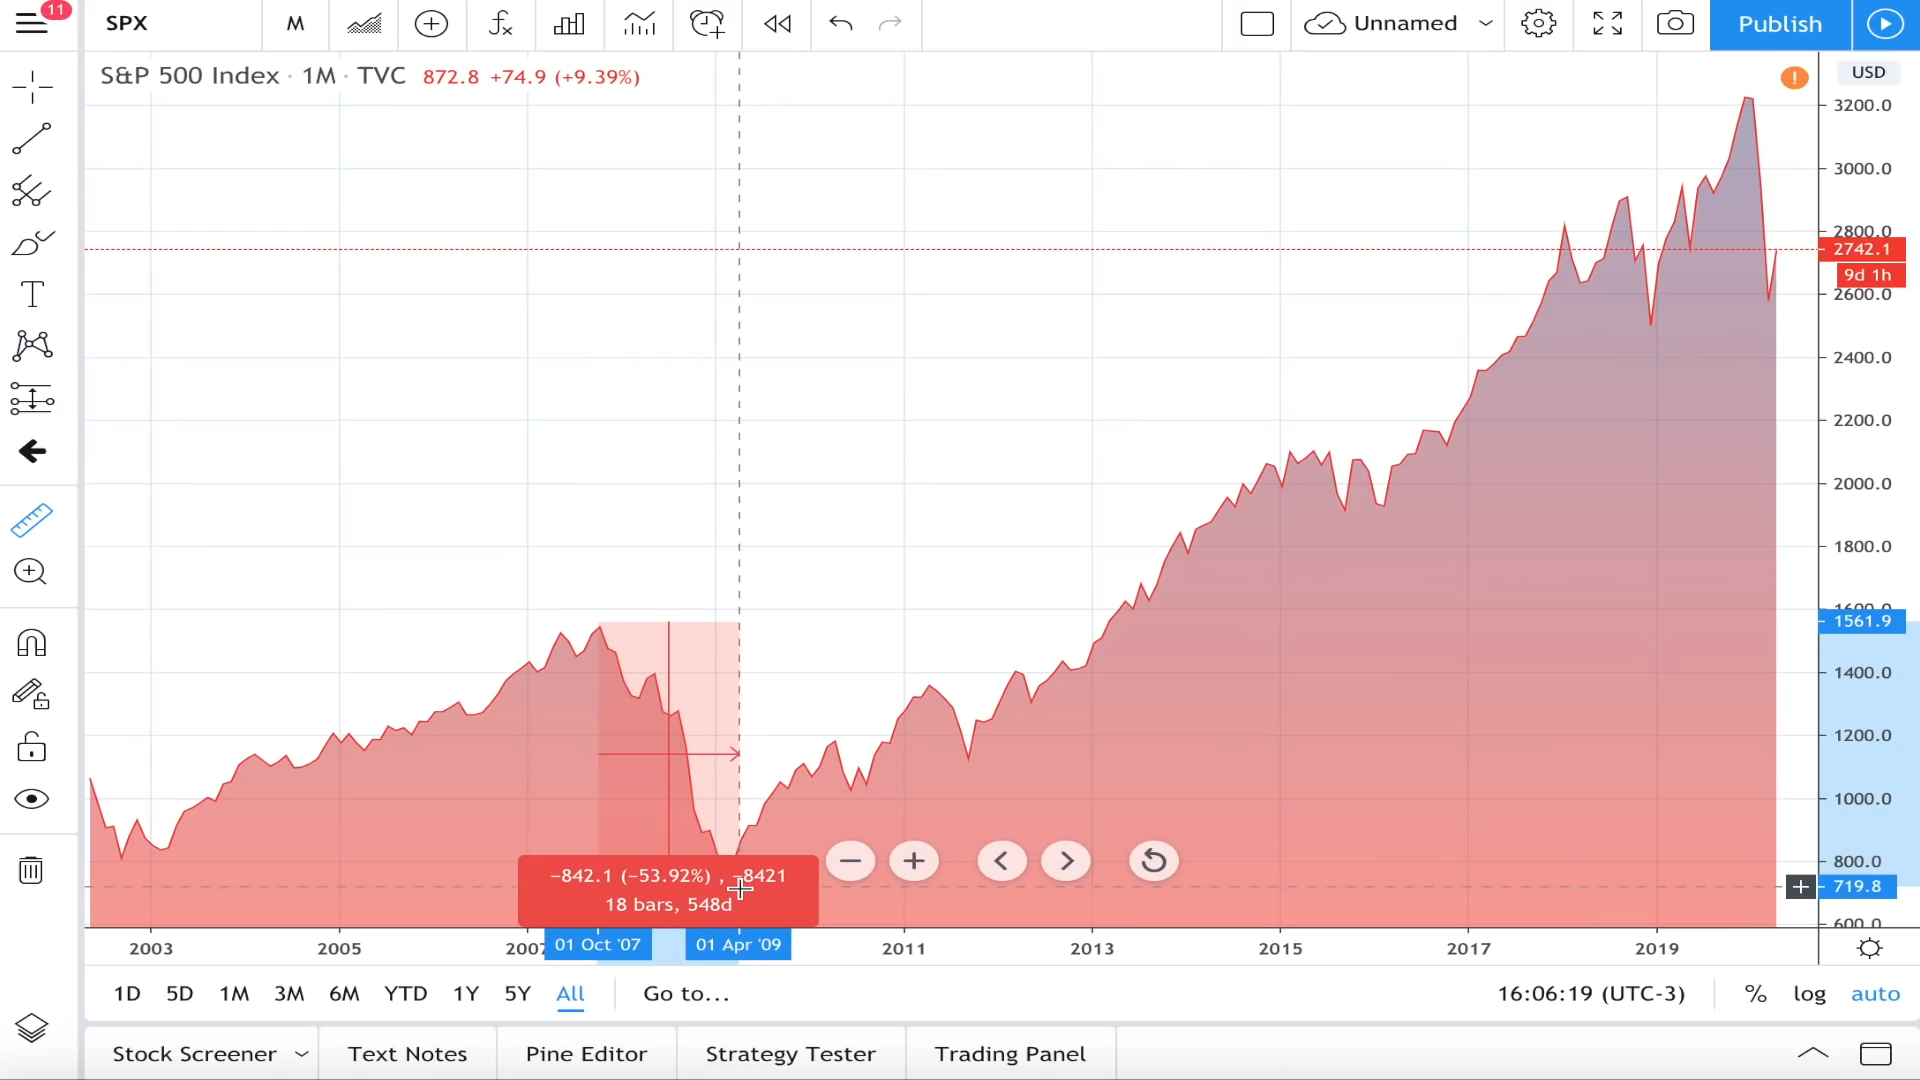 11
SPX M Unnamed Publish
S&P 500 Index · 1M · TVC 872.8 +74.9 (+9.39%)
!
USD
3200.0
3000.0
2800.0
2742.1
9d 1h
2600.0
2400.0
2200.0
2000.0
1800.0
1600.0
1561.9
1400.0
1200.0
1000.0
800.0
719.8
600.0
−842.1 (−53.92%) , −8421
18 bars, 548d
2003 2005 2007 01 Oct '07 01 Apr '09 2011 2013 2015 2017 2019
1D 5D 1M 3M 6M YTD 1Y 5Y All Go to... 16:06:19 (UTC-3) % log auto
Stock Screener Text Notes Pine Editor Strategy Tester Trading Panel